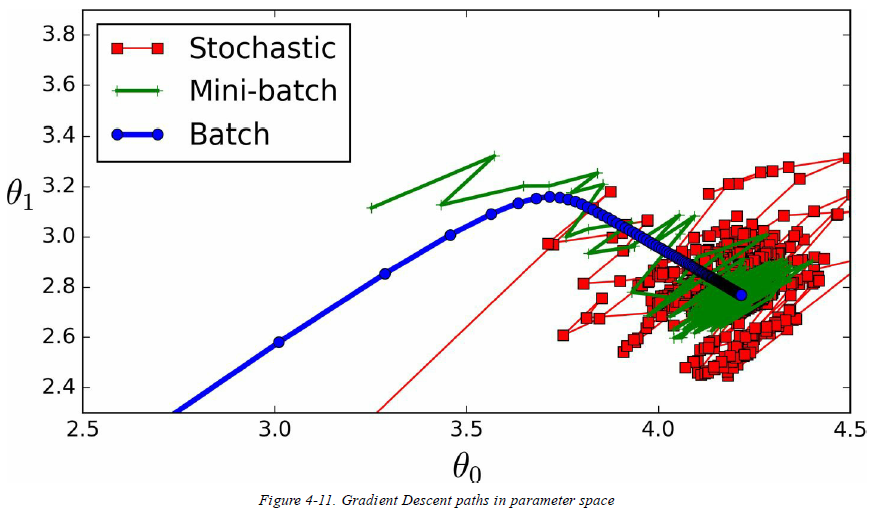 3.8
3.6
3.4
3.2
3.0
2.8
2.6
2.4
θ1
Stochastic
Mini-batch
Batch
2.5 3.0 3.5 4.0 4.5
θ0
Figure 4-11. Gradient Descent paths in parameter space